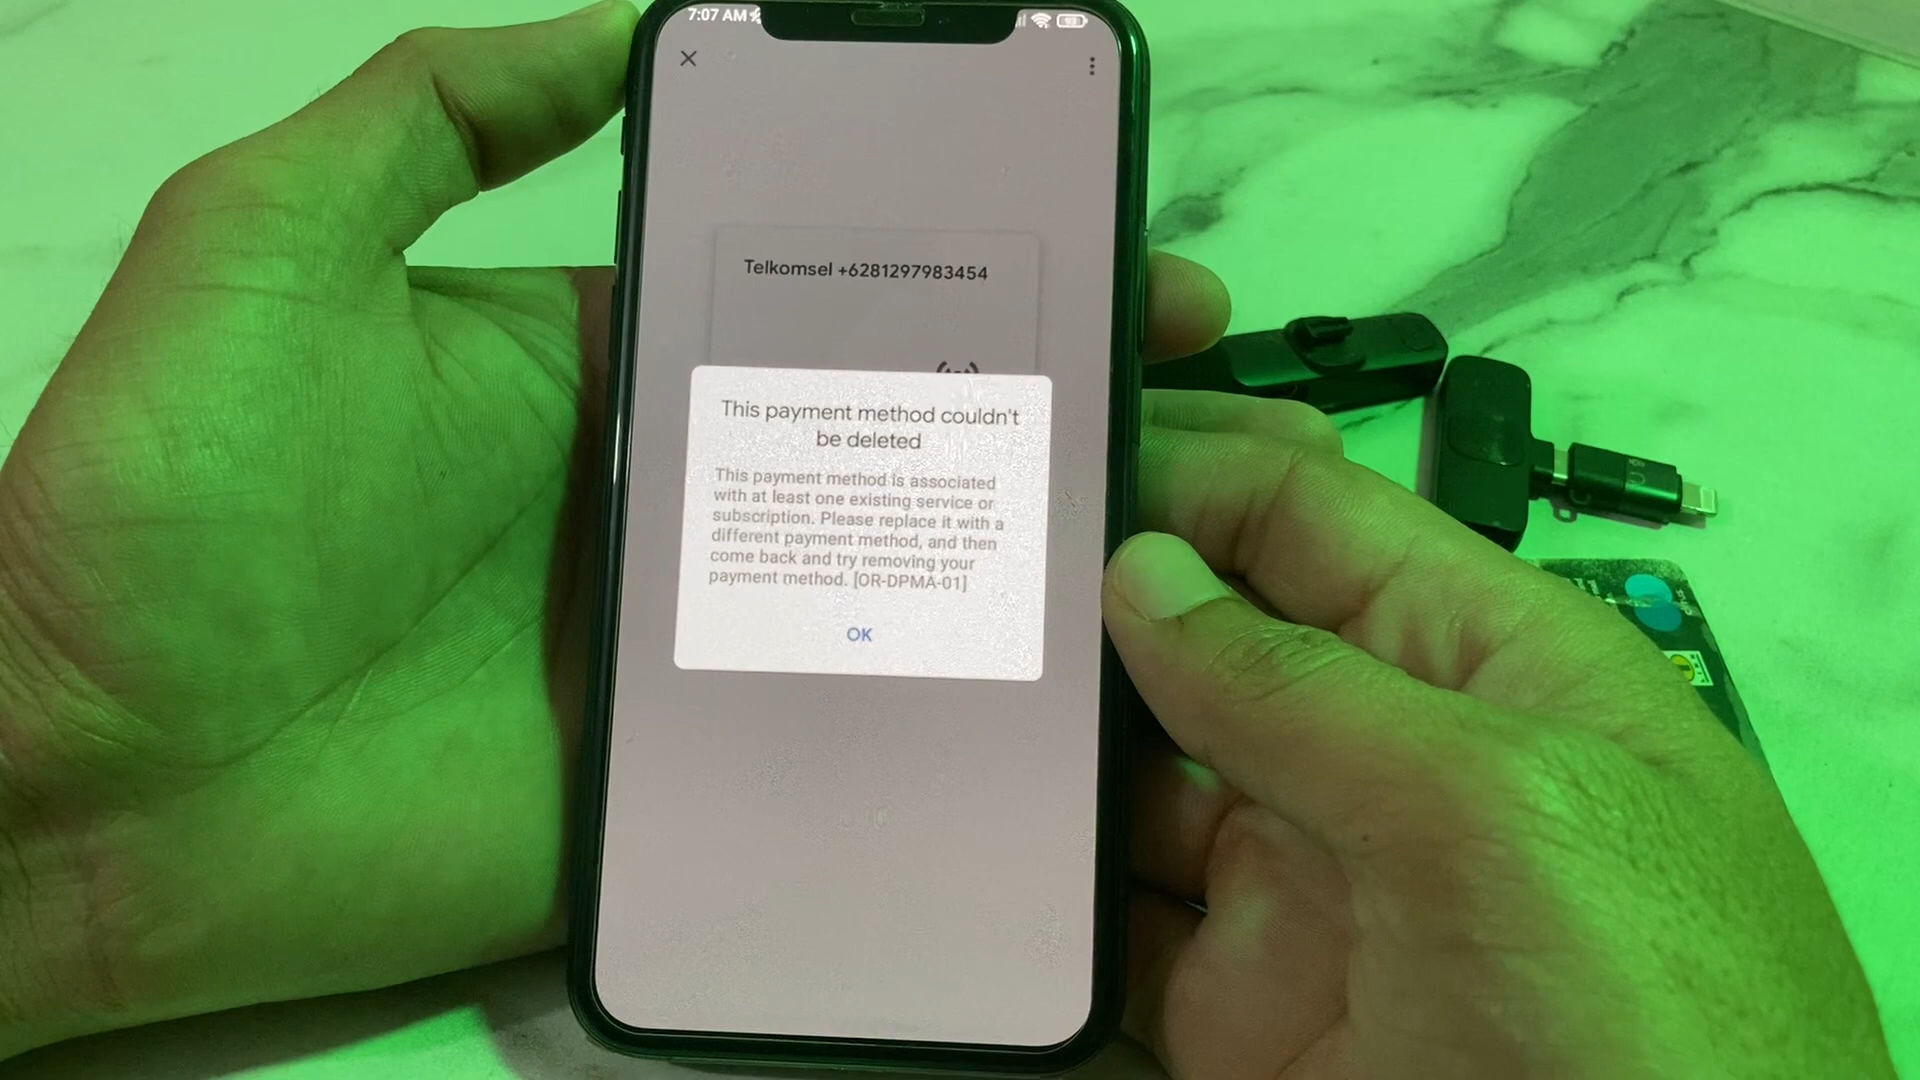 7:07 AM
93
Telkomsel +6281297983454
This payment method couldn't
be deleted
This payment method is associated
with at least one existing service or
subscription. Please replace it with a
different payment method, and then
come back and try removing your
payment method. [OR-DPMA-01]
OK